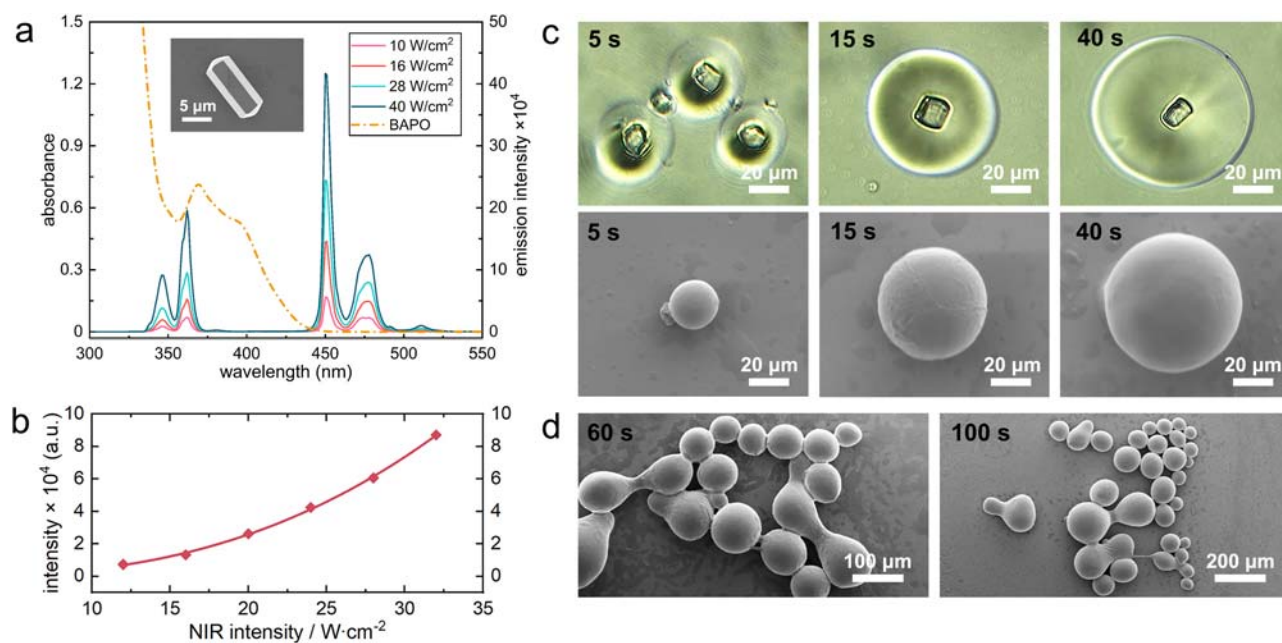 a
absorbance
1.5
1.2
0.9
0.6
0.3
0
50
40
30
20
10
0
emission intensity ×10⁴
5 μm
10 W/cm²
16 W/cm²
28 W/cm²
40 W/cm²
BAPO
300 350 400 450 500 550
wavelength (nm)
b
intensity × 10⁴ (a.u.)
10
8
6
4
2
0
10
8
6
4
2
0
10 15 20 25 30 35
NIR intensity / W·cm⁻²
c
5 s
20 μm
15 s
20 μm
40 s
20 μm
5 s
20 μm
15 s
20 μm
40 s
20 μm
d
60 s
100 μm
100 s
200 μm